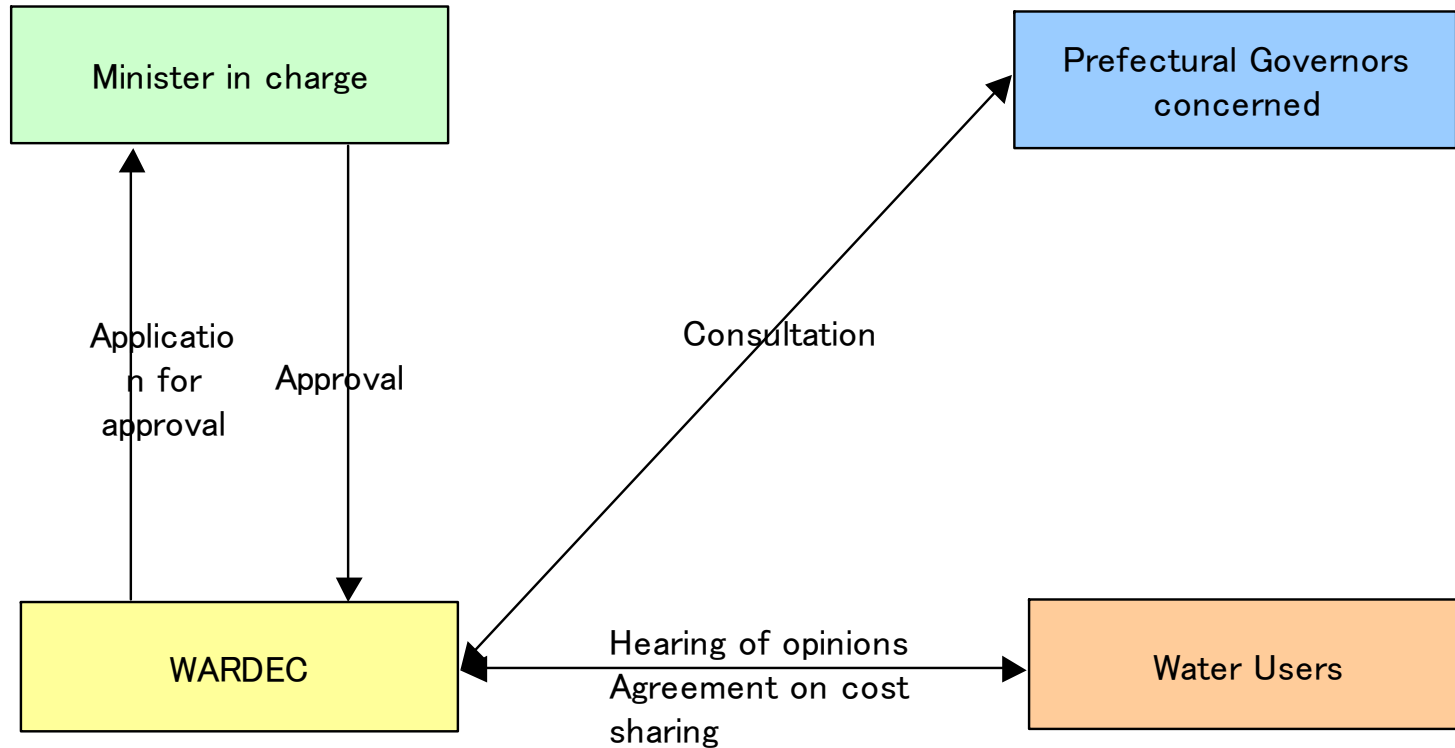 Minister in charge
Prefectural Governors
concerned
Applicatio
n for
approval
Approval
Consultation
WARDEC
Hearing of opinions
Agreement on cost
sharing
Water Users